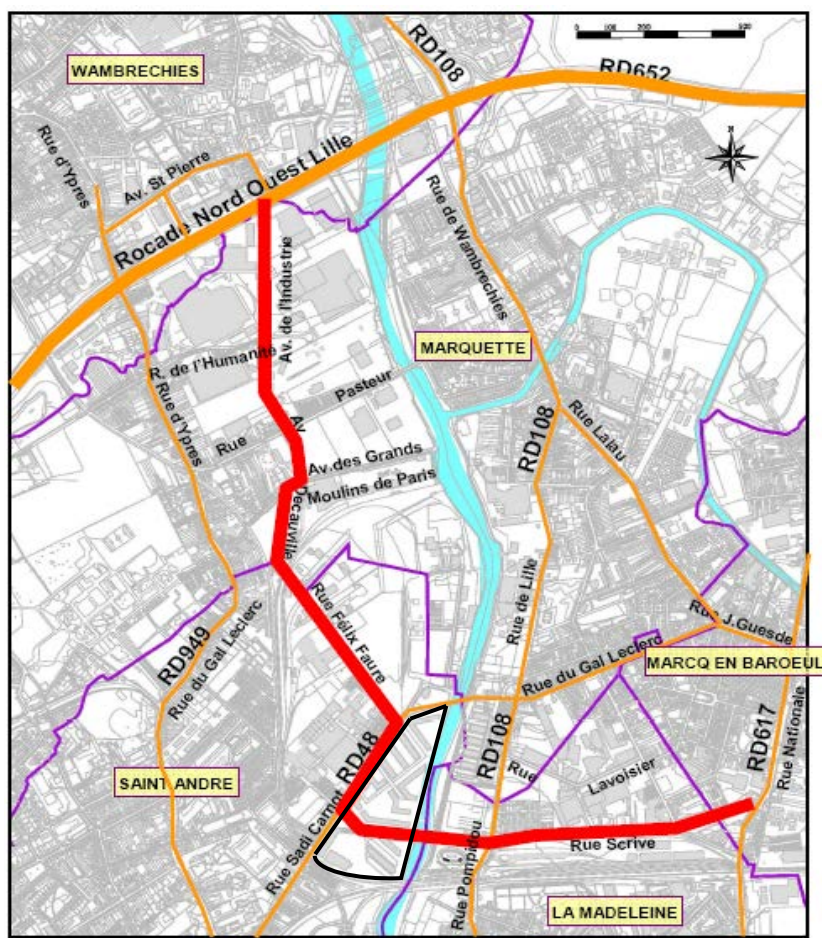 RD108
RD652
WAMBRECHIES
Rue d'Ypres
Av. St Pierre
Rocade Nord Ouest Lille
N
Rue de Wambrechies
Av. de l'Industrie
MARQUETTE
R. de l'Humanité
Rue Pasteur
Rue d'Ypres
Rue Lalau
RD108
Av.
Decauville
Av.des Grands
Moulins de Paris
Rue Félix Faure
Rue de Lille
Rue J.Guesde
RD949
Rue du Gal Leclerc
Rue du Gal Leclerc
MARCQ EN BAROEUL
RD48
RD108
RD617
Rue Nationale
Rue Lavoisier
SAINT ANDRE
Rue Sadi Carnot
Rue Pompidou
Rue Scrive
LA MADELEINE